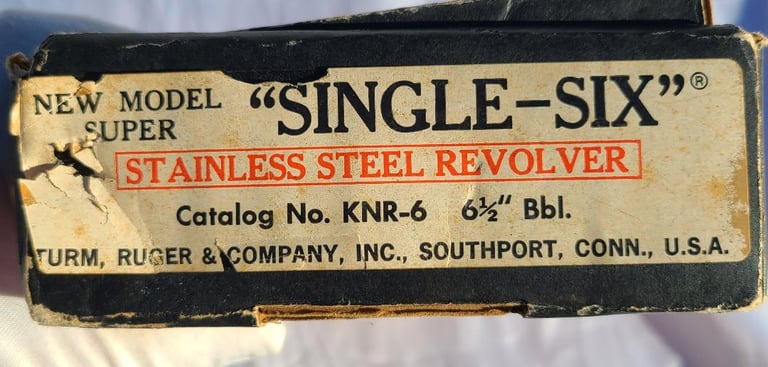 NEW MODEL SUPER "SINGLE-SIX"®
STAINLESS STEEL REVOLVER
Catalog No. KNR-6 6½" Bbl.
TURM, RUGER & COMPANY, INC., SOUTHPORT, CONN., U.S.A.